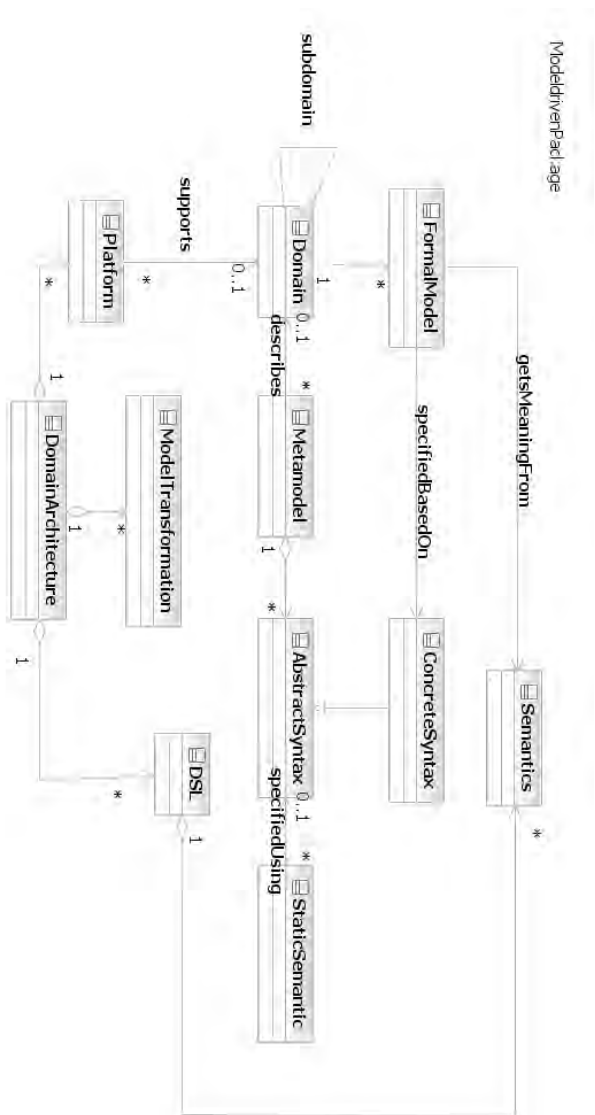 ModeldrivenPackage
getsMeaningFrom
Semantics
*
FormalModel
specifiedBasedOn
ConcreteSyntax
*
1
subdomain
Domain
0..1
describes
*
Metamodel
1
*
AbstractSyntax
0..1
specifiedUsing
*
StaticSemantic
0..1
supports
*
Platform
*
1
ModelTransformation
*
1
DomainArchitecture
1
*
DSL
1